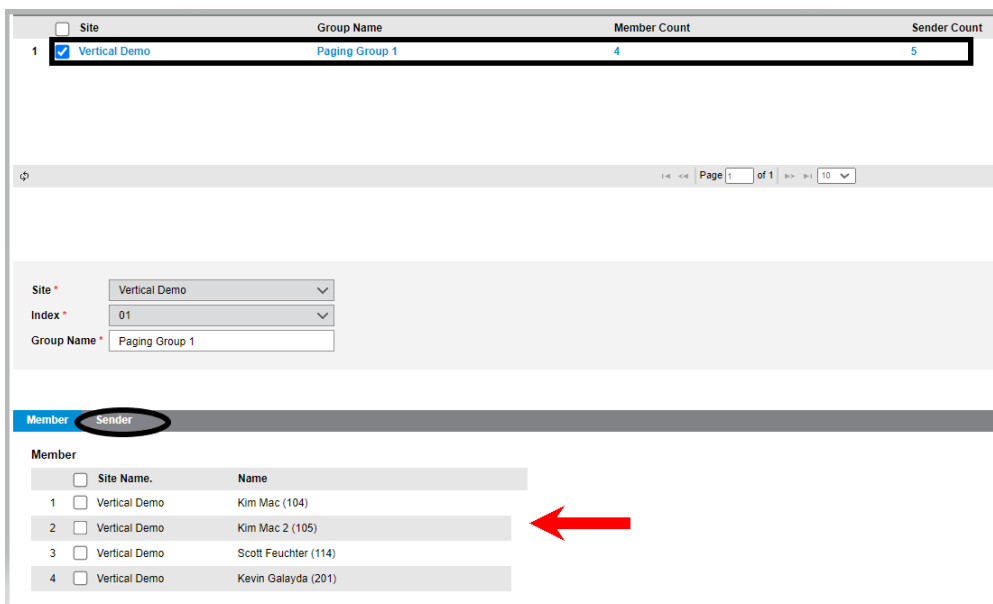 Site Group Name Member Count Sender Count
1 Vertical Demo Paging Group 1 4 5
Page 1 of 1 10
Site * Vertical Demo
Index * 01
Group Name * Paging Group 1
Member Sender
Member
Site Name. Name
1 Vertical Demo Kim Mac (104)
2 Vertical Demo Kim Mac 2 (105)
3 Vertical Demo Scott Feuchter (114)
4 Vertical Demo Kevin Galayda (201)